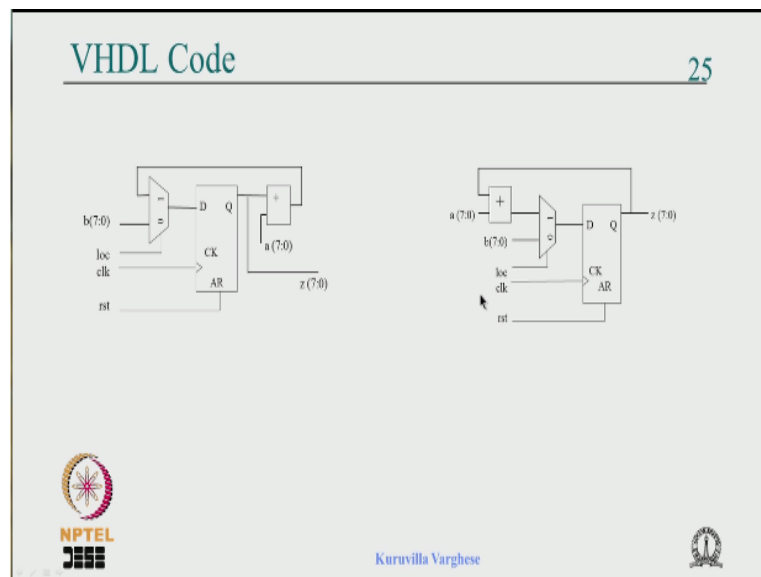 VHDL Code
25
b(7:0)
loc
clk
rst
D Q
CK
AR
+
a (7:0)
z (7:0)
1
0
a (7:0)
b(7:0)
loc
clk
rst
+
1
0
D Q
CK
AR
z (7:0)
NPTEL
Kuruvilla Varghese